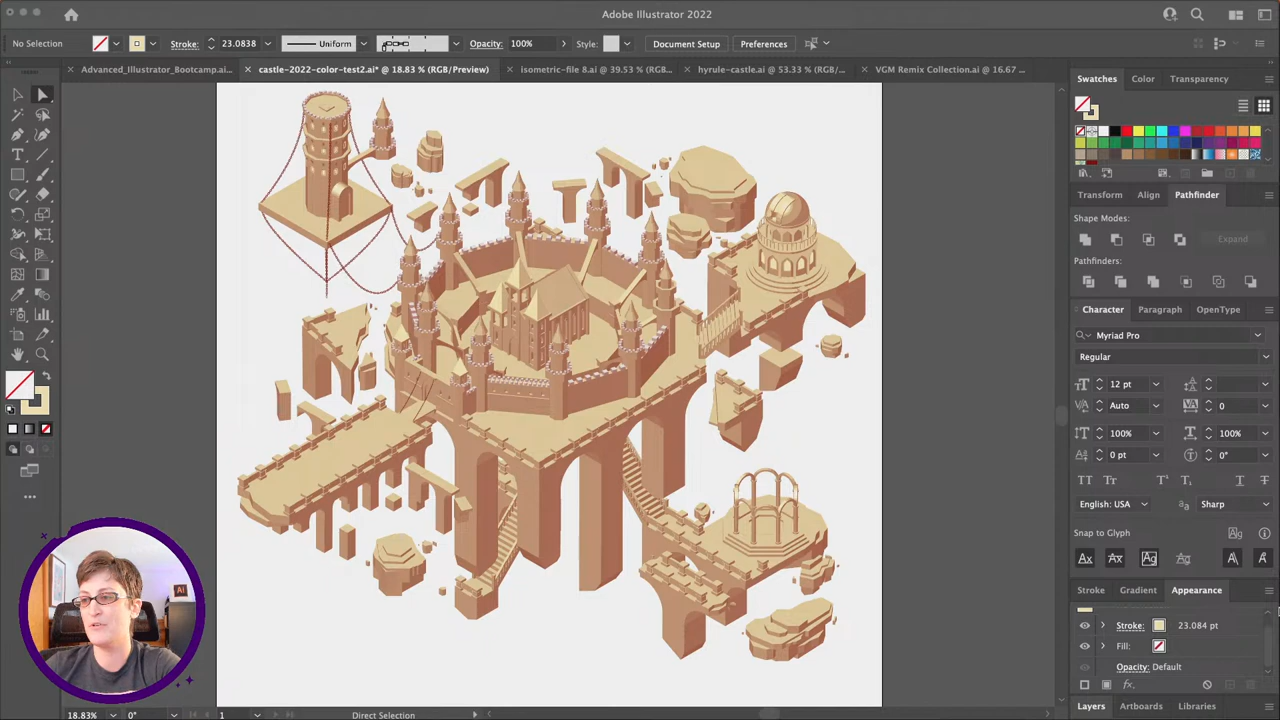 Adobe Illustrator 2022
No Selection
Stroke:
23.0838
Uniform
Opacity:
100%
Style:
Document Setup
Preferences
Advanced_Illustrator_Bootcamp.ai...
castle-2022-color-test2.ai* @ 18.83 % (RGB/Preview)
isometric-file 8.ai @ 39.53 % (RGB...
hyrule-castle.ai @ 53.33 % (RGB/...
VGM Remix Collection.ai @ 16.67 ...
Swatches
Color
Transparency
Transform
Align
Pathfinder
Shape Modes:
Expand
Pathfinders:
Character
Paragraph
OpenType
Myriad Pro
Regular
12 pt
Auto
0
100%
100%
0 pt
0°
English: USA
Sharp
Snap to Glyph
Stroke
Gradient
Appearance
Stroke:
23.084 pt
Fill:
Opacity: Default
Layers
Artboards
Libraries
18.83%
0°
1
Direct Selection
Ai